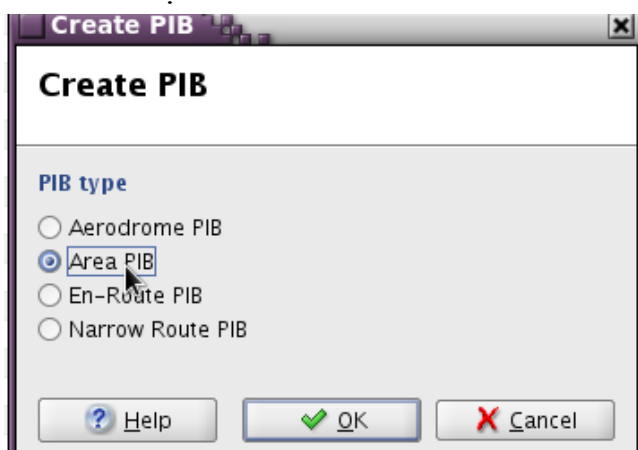 Create PIB
Create PIB
PIB type
Aerodrome PIB
Area PIB
En-Route PIB
Narrow Route PIB
Help OK Cancel